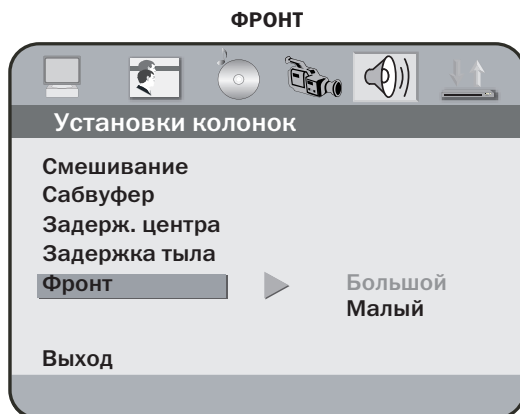 ФРОНТ
Установки колонок
Смешивание
Сабвуфер
Задерж. центра
Задержка тыла
Фронт
Большой
Малый
Выход